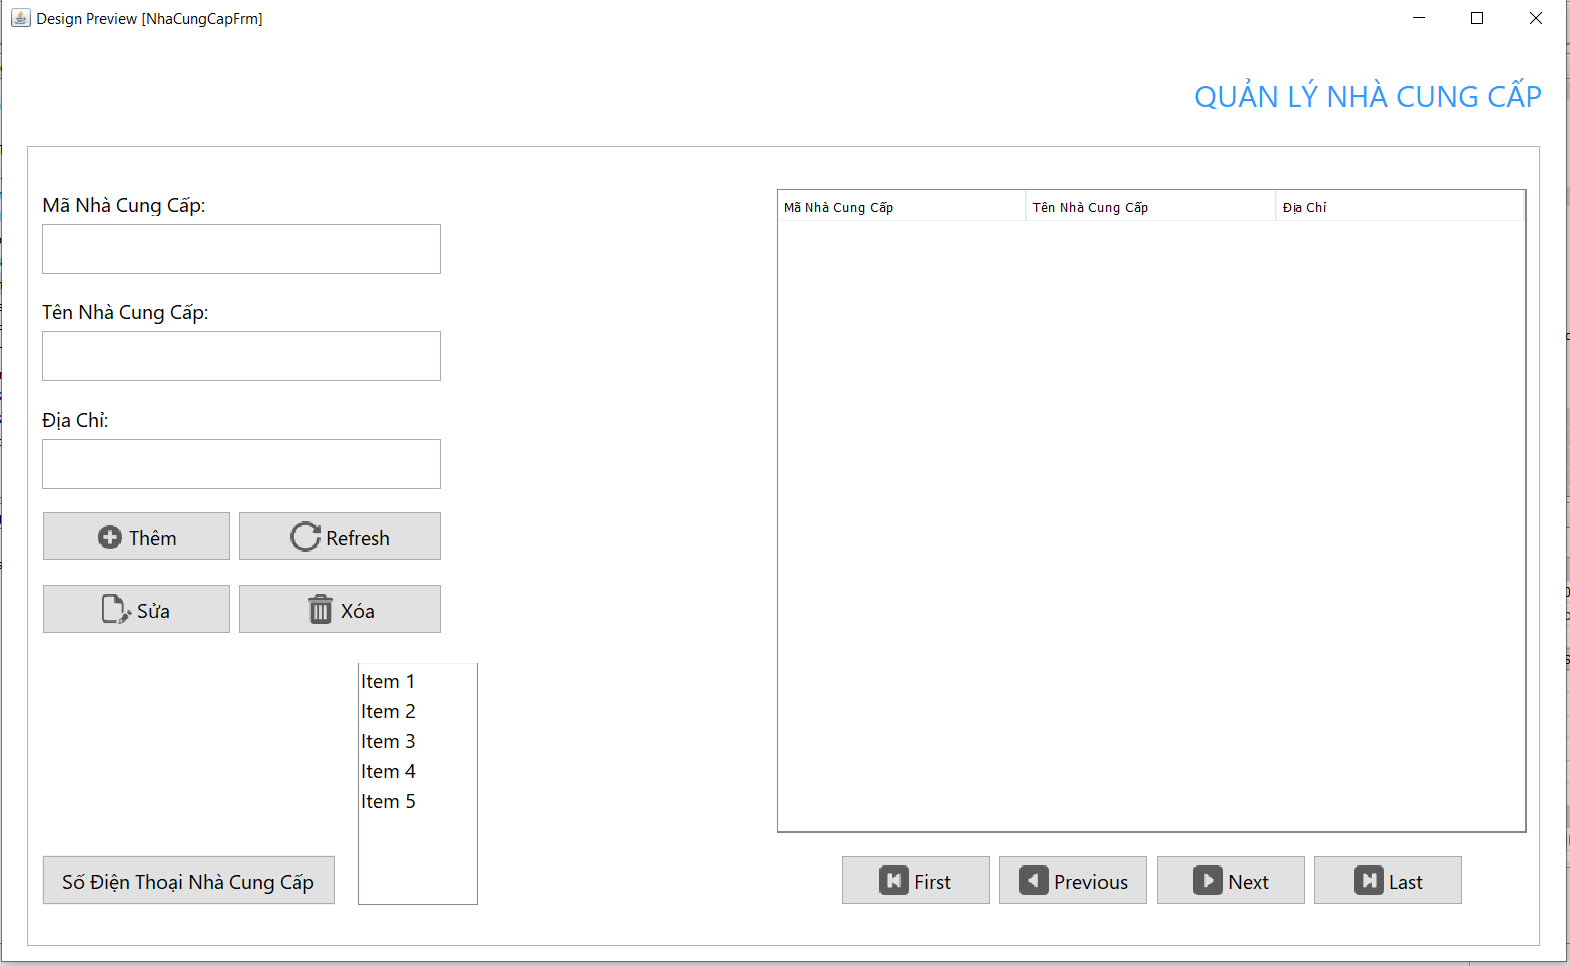 Design Preview [NhaCungCapFrm]
QUẢN LÝ NHÀ CUNG CẤP
Mã Nhà Cung Cấp:
Tên Nhà Cung Cấp:
Địa Chỉ:
Thêm
Refresh
Sửa
Xóa
Item 1
Item 2
Item 3
Item 4
Item 5
Số Điện Thoại Nhà Cung Cấp
Mã Nhà Cung Cấp
Tên Nhà Cung Cấp
Địa Chỉ
First
Previous
Next
Last